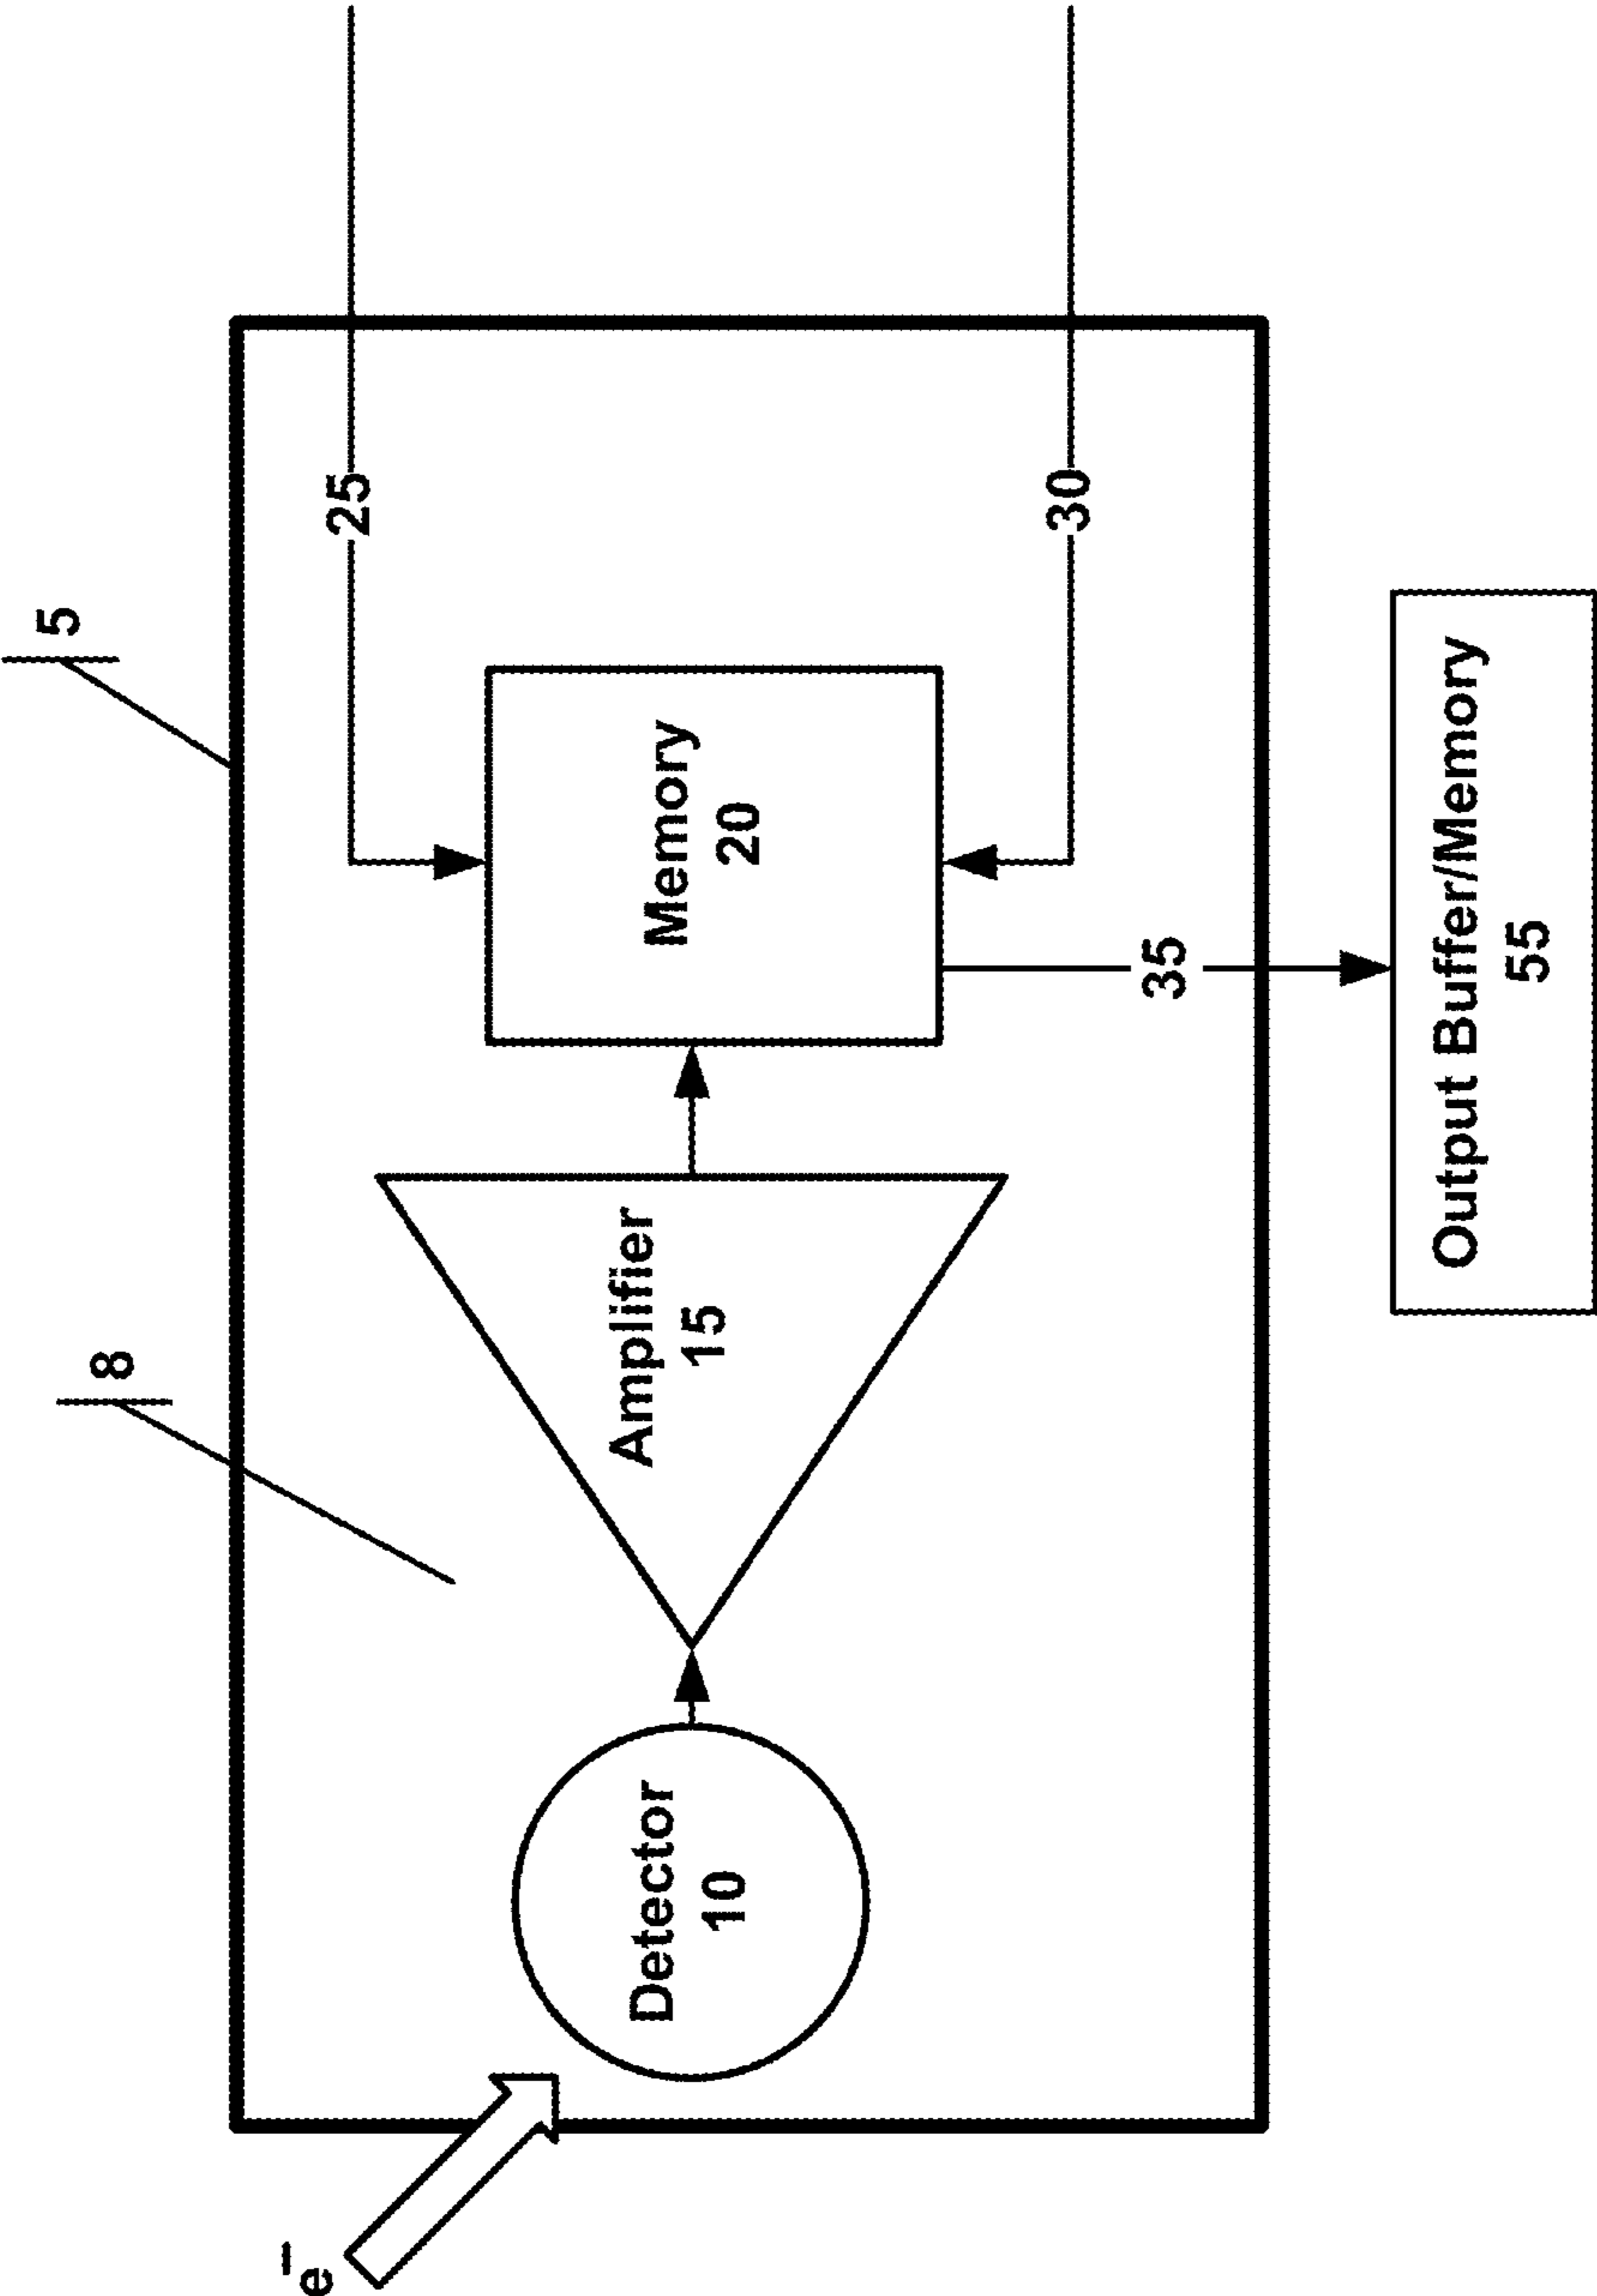 5
8
25
e-
Detector
10
Amplifier
15
Memory
20
30
35
Output Buffer/Memory
55